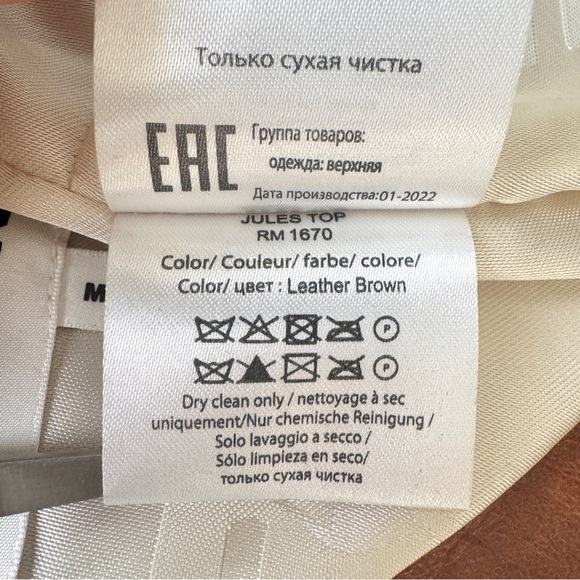 Только сухая чистка
EAC
Группа товаров:
одежда: верхняя
Дата производства:01-2022
JULES TOP
RM 1670
Color/ Couleur/ farbe/ colore/
Color/ цвет : Leather Brown
M
P
P
Dry clean only / nettoyage à sec
uniquement/Nur chemische Reinigung /
Solo lavaggio a secco /
Sólo limpieza en seco/
только сухая чистка